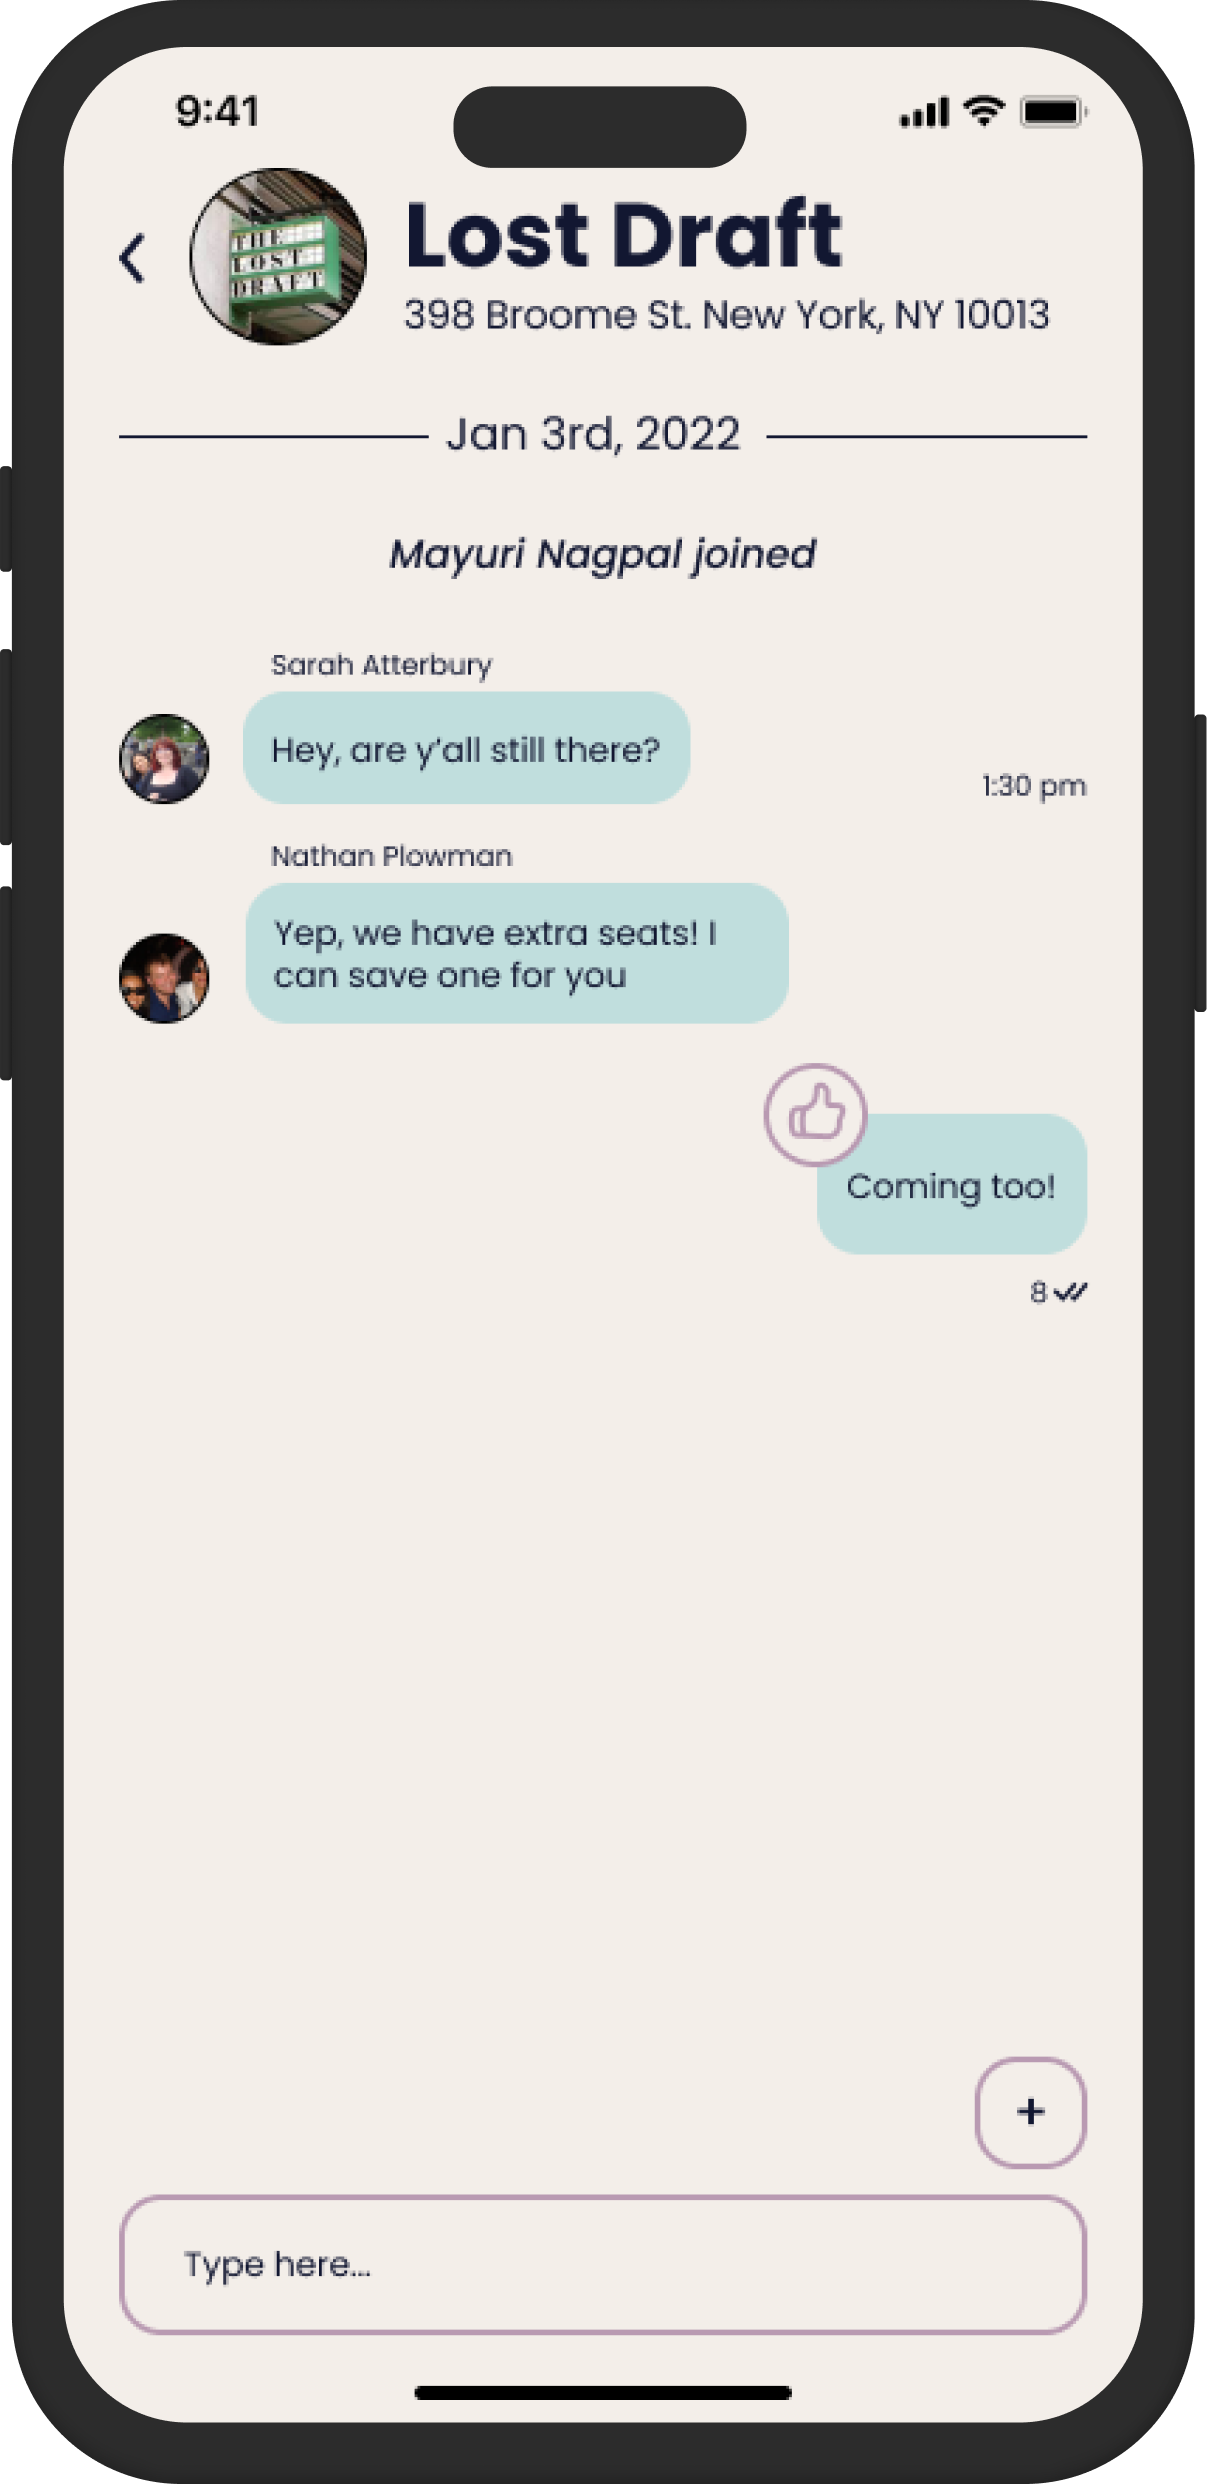 9:41
THE
LOST
DRAFT
Lost Draft
398 Broome St. New York, NY 10013
Jan 3rd, 2022
Mayuri Nagpal joined
Sarah Atterbury
Hey, are y'all still there?
1:30 pm
Nathan Plowman
Yep, we have extra seats! I
can save one for you
Coming too!
8
+
Type here...